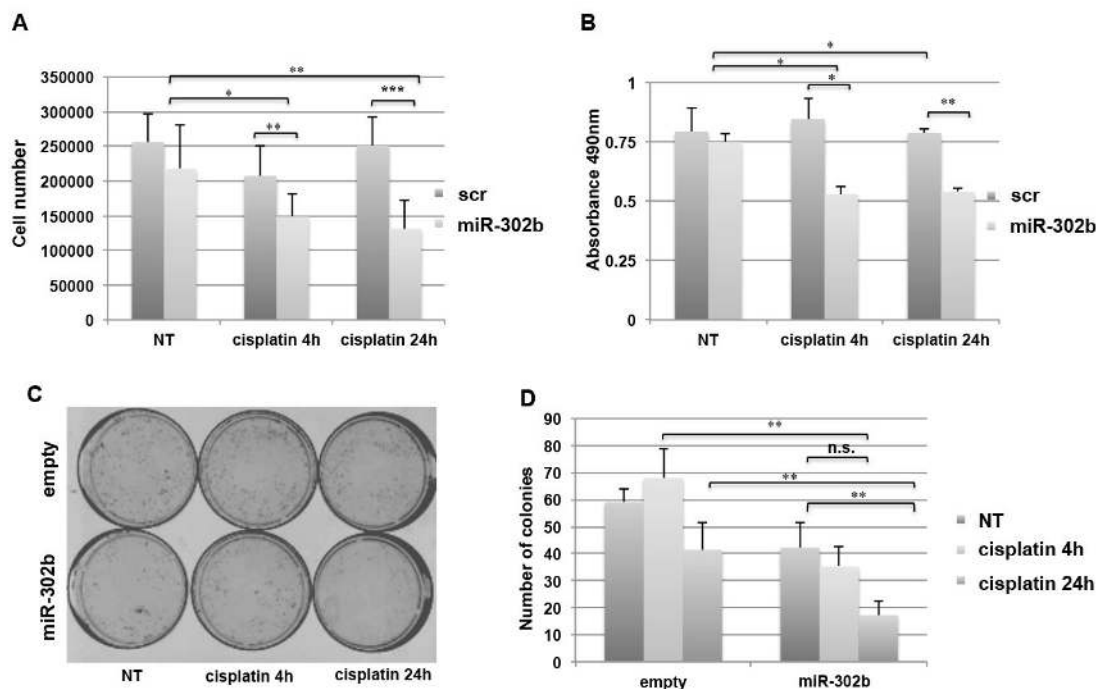 A
**
*
**
***
350000
300000
250000
200000
150000
100000
50000
0
Cell number
NT
cisplatin 4h
cisplatin 24h
scr
miR-302b
B
*
*
*
**
1
0.75
0.5
0.25
0
Absorbance 490nm
NT
cisplatin 4h
cisplatin 24h
scr
miR-302b
C
empty
miR-302b
NT
cisplatin 4h
cisplatin 24h
D
**
n.s.
**
**
90
80
70
60
50
40
30
20
10
0
Number of colonies
empty
miR-302b
NT
cisplatin 4h
cisplatin 24h